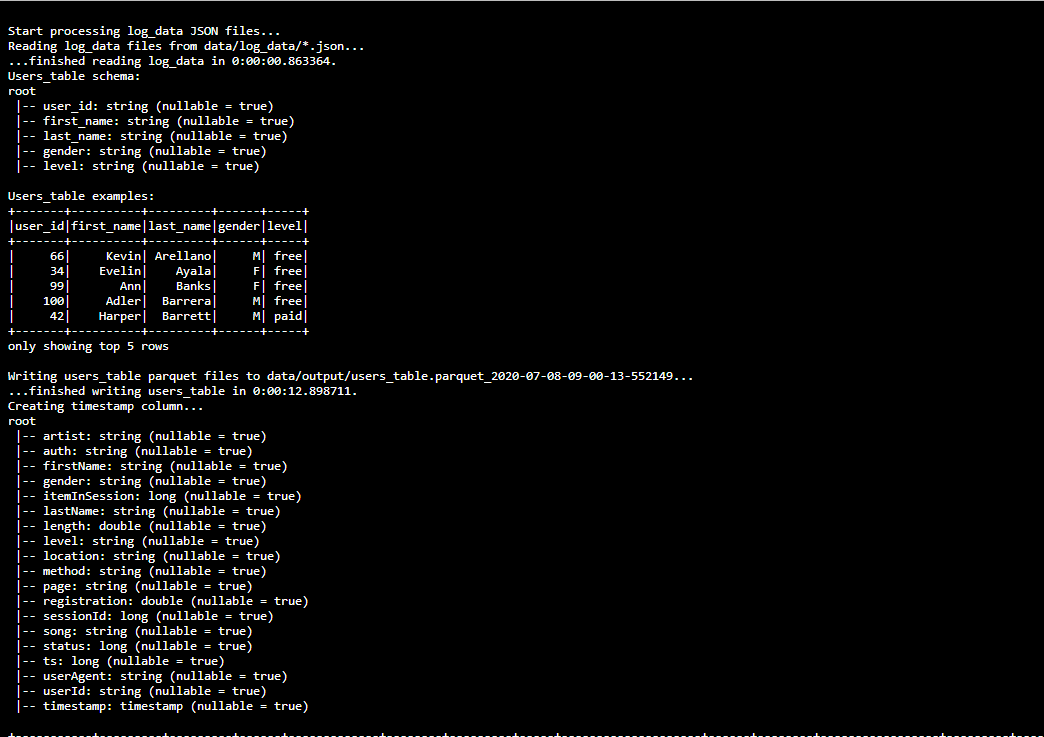 Start processing log_data JSON files...
Reading log_data files from data/log_data/*.json...
...finished reading log_data in 0:00:00.863364.
Users_table schema:
root
 |-- user_id: string (nullable = true)
 |-- first_name: string (nullable = true)
 |-- last_name: string (nullable = true)
 |-- gender: string (nullable = true)
 |-- level: string (nullable = true)

Users_table examples:
+-------+----------+---------+------+-----+
|user_id|first_name|last_name|gender|level|
+-------+----------+---------+------+-----+
|     66|     Kevin| Arellano|     M| free|
|     34|    Evelin|    Ayala|     F| free|
|     99|       Ann|    Banks|     F| free|
|    100|     Adler|  Barrera|     M| free|
|     42|    Harper|  Barrett|     M| paid|
+-------+----------+---------+------+-----+
only showing top 5 rows

Writing users_table parquet files to data/output/users_table.parquet_2020-07-08-09-00-13-552149...
...finished writing users_table in 0:00:12.898711.
Creating timestamp column...
root
 |-- artist: string (nullable = true)
 |-- auth: string (nullable = true)
 |-- firstName: string (nullable = true)
 |-- gender: string (nullable = true)
 |-- itemInSession: long (nullable = true)
 |-- lastName: string (nullable = true)
 |-- length: double (nullable = true)
 |-- level: string (nullable = true)
 |-- location: string (nullable = true)
 |-- method: string (nullable = true)
 |-- page: string (nullable = true)
 |-- registration: double (nullable = true)
 |-- sessionId: long (nullable = true)
 |-- song: string (nullable = true)
 |-- status: long (nullable = true)
 |-- ts: long (nullable = true)
 |-- userAgent: string (nullable = true)
 |-- userId: string (nullable = true)
 |-- timestamp: timestamp (nullable = true)